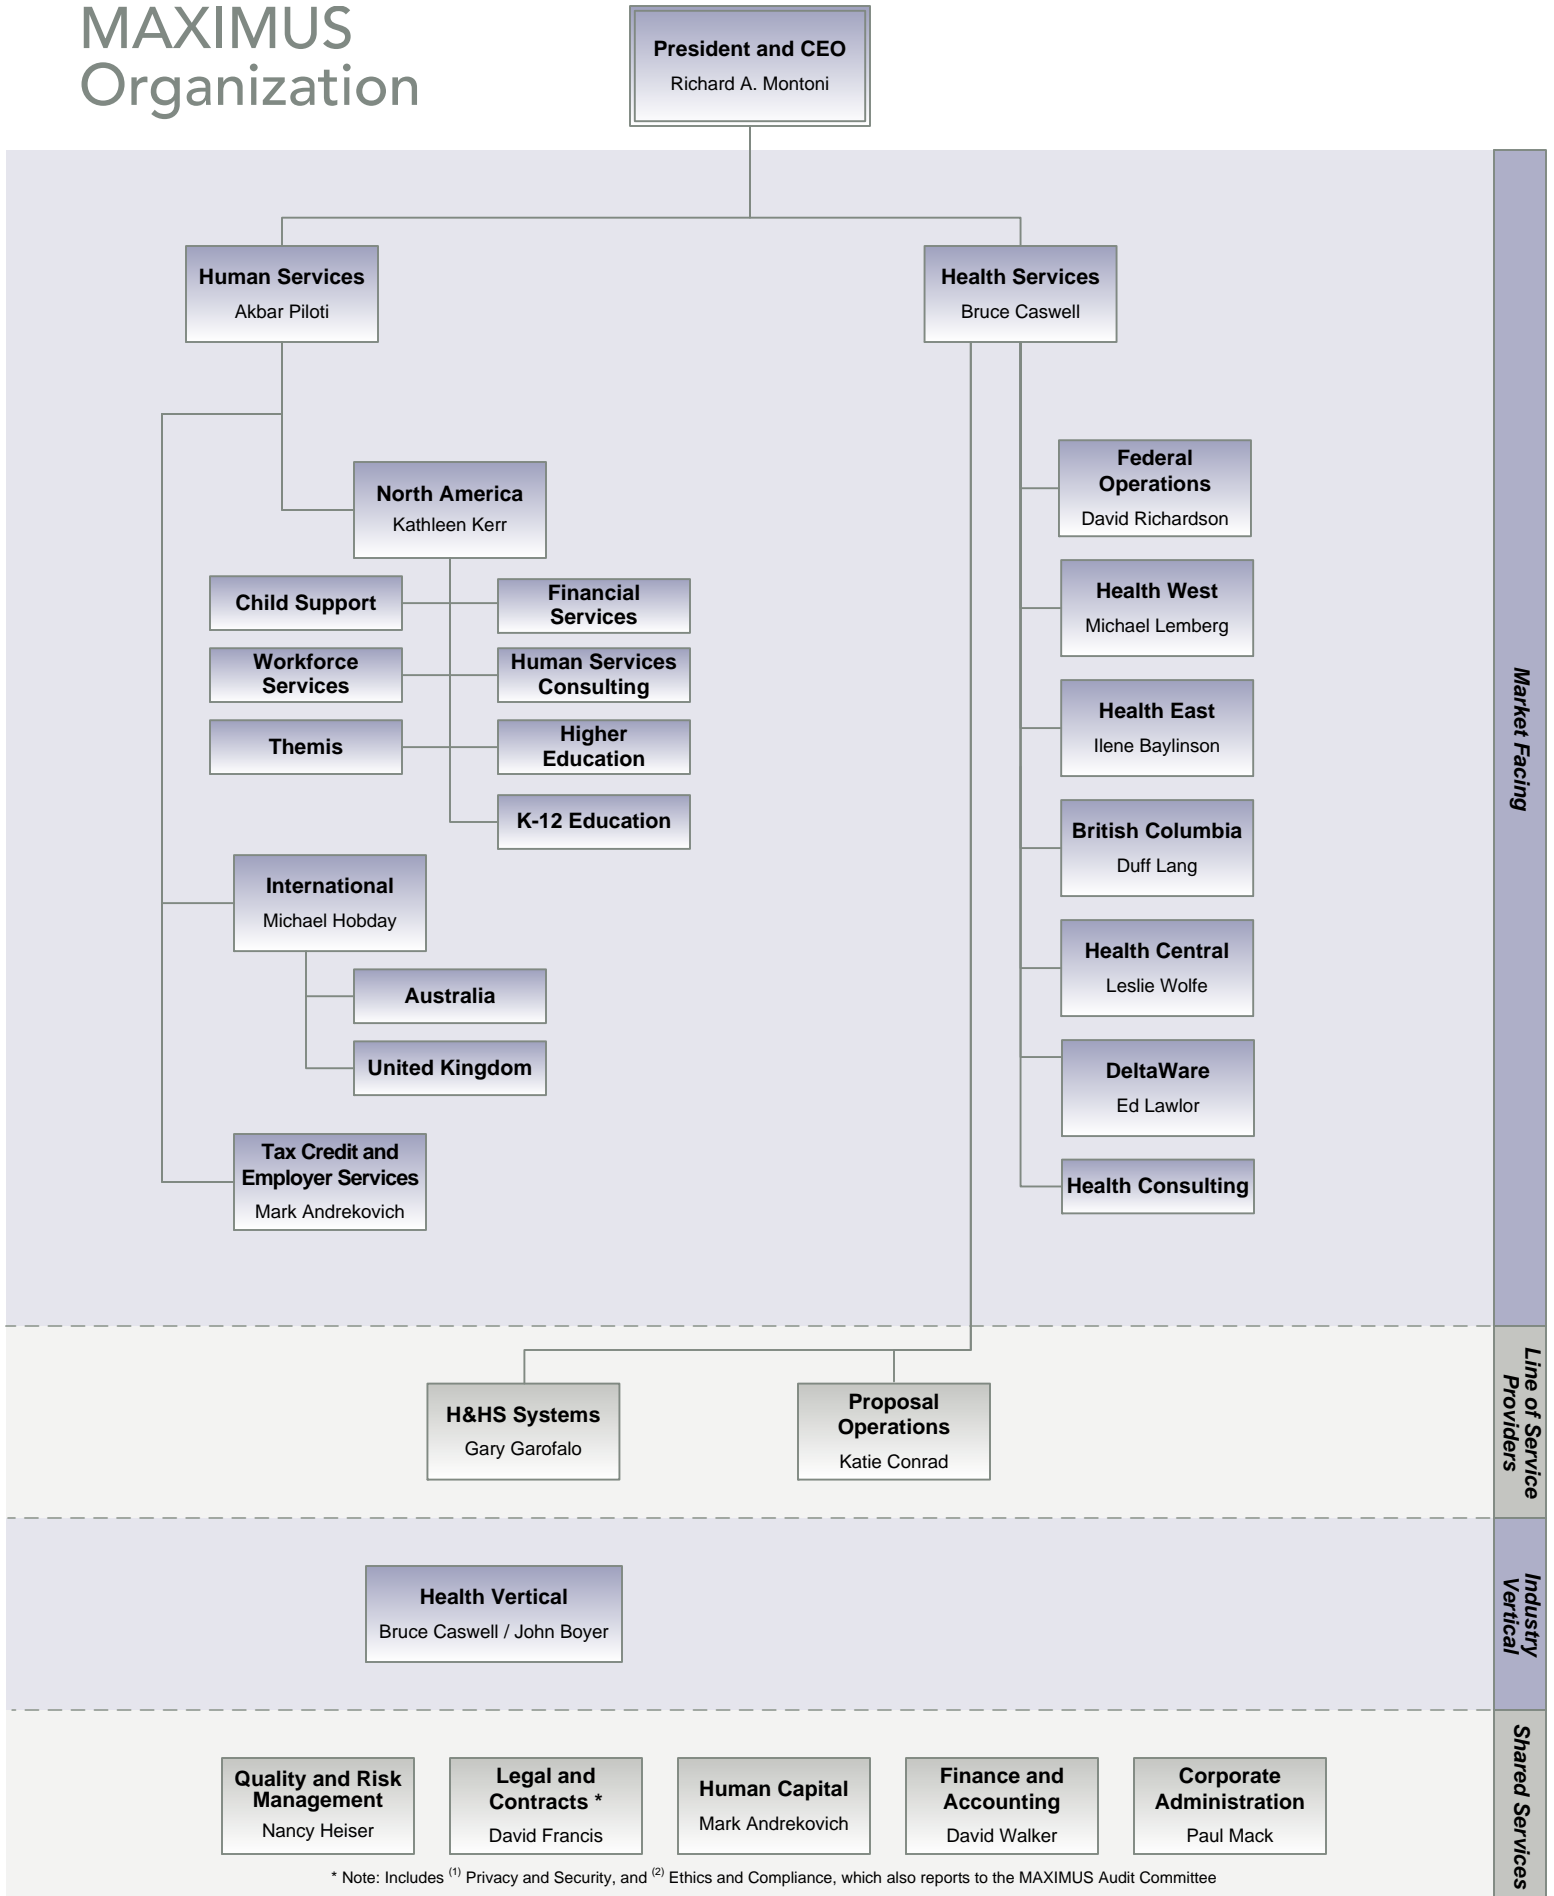 MAXIMUS
Organization
President and CEO
Richard A. Montoni
Human Services
Akbar Piloti
Health Services
Bruce Caswell
North America
Kathleen Kerr
Child Support
Financial
Services
Workforce
Services
Human Services
Consulting
Themis
Higher
Education
K-12 Education
International
Michael Hobday
Australia
United Kingdom
Tax Credit and
Employer Services
Mark Andrekovich
Federal
Operations
David Richardson
Health West
Michael Lemberg
Health East
Ilene Baylinson
British Columbia
Duff Lang
Health Central
Leslie Wolfe
DeltaWare
Ed Lawlor
Health Consulting
Market Facing
H&HS Systems
Gary Garofalo
Proposal
Operations
Katie Conrad
Line of Service
Providers
Health Vertical
Bruce Caswell / John Boyer
Industry
Vertical
Quality and Risk
Management
Nancy Heiser
Legal and
Contracts *
David Francis
Human Capital
Mark Andrekovich
Finance and
Accounting
David Walker
Corporate
Administration
Paul Mack
Shared Services
* Note: Includes (1) Privacy and Security, and (2) Ethics and Compliance, which also reports to the MAXIMUS Audit Committee